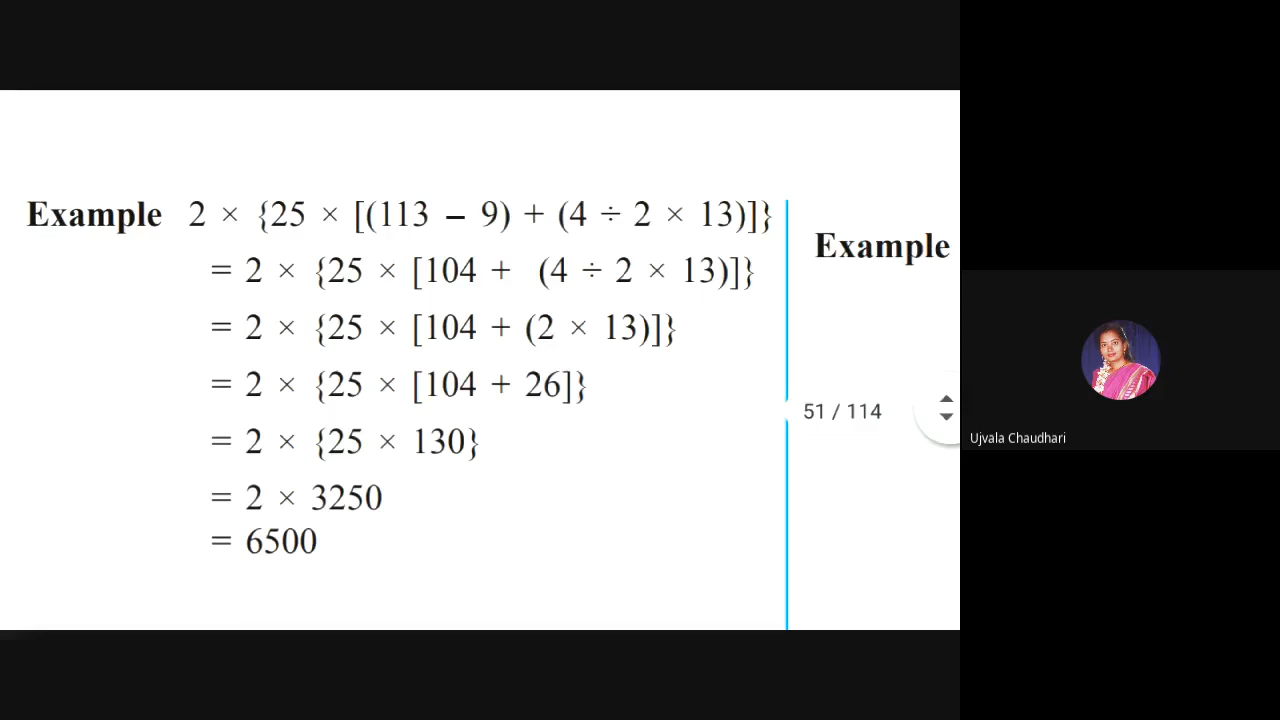 Example 2 × {25 × [(113 – 9) + (4 ÷ 2 × 13)]}
= 2 × {25 × [104 + (4 ÷ 2 × 13)]}
= 2 × {25 × [104 + (2 × 13)]}
= 2 × {25 × [104 + 26]}
= 2 × {25 × 130}
= 2 × 3250
= 6500
Example
51 / 114
Ujvala Chaudhari